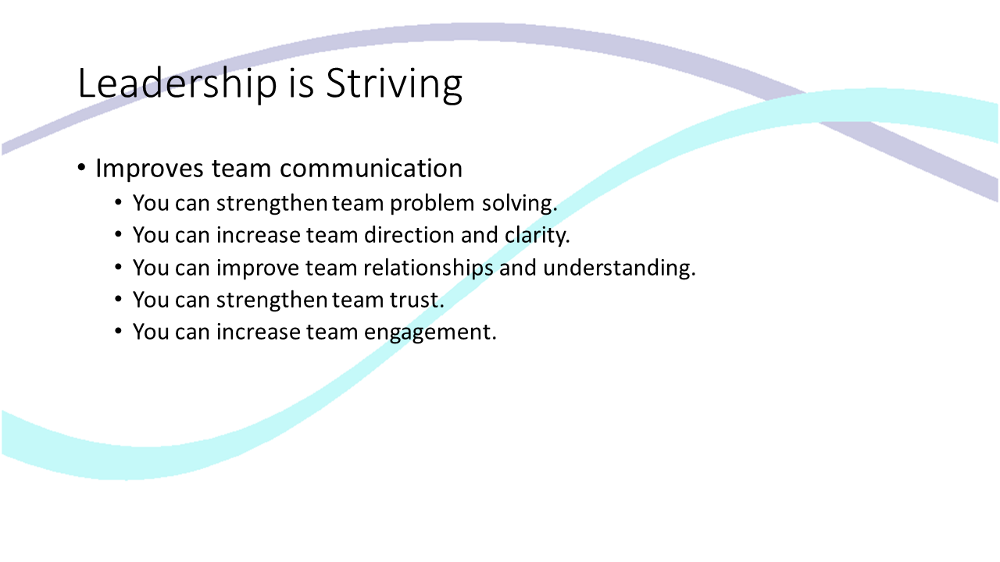 Leadership is Striving
• Improves team communication
• You can strengthen team problem solving.
• You can increase team direction and clarity.
• You can improve team relationships and understanding.
• You can strengthen team trust.
• You can increase team engagement.